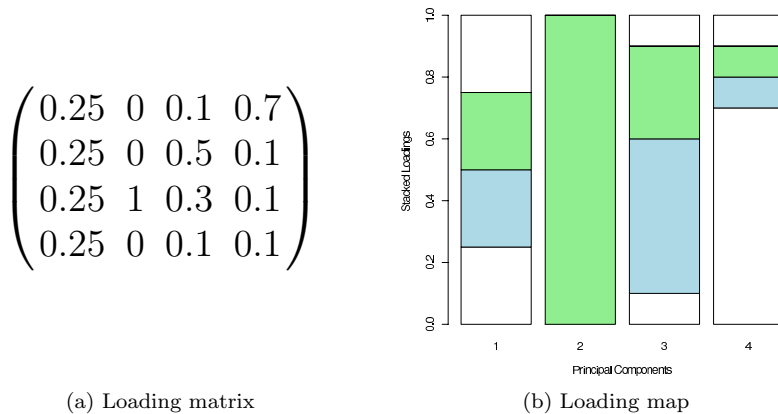 0.25 0 0.1 0.7
0.25 0 0.5 0.1
0.25 1 0.3 0.1
0.25 0 0.1 0.1
(a) Loading matrix
Stacked Loadings
1.0
0.8
0.6
0.4
0.2
0.0
1 2 3 4
Principal Components
(b) Loading map